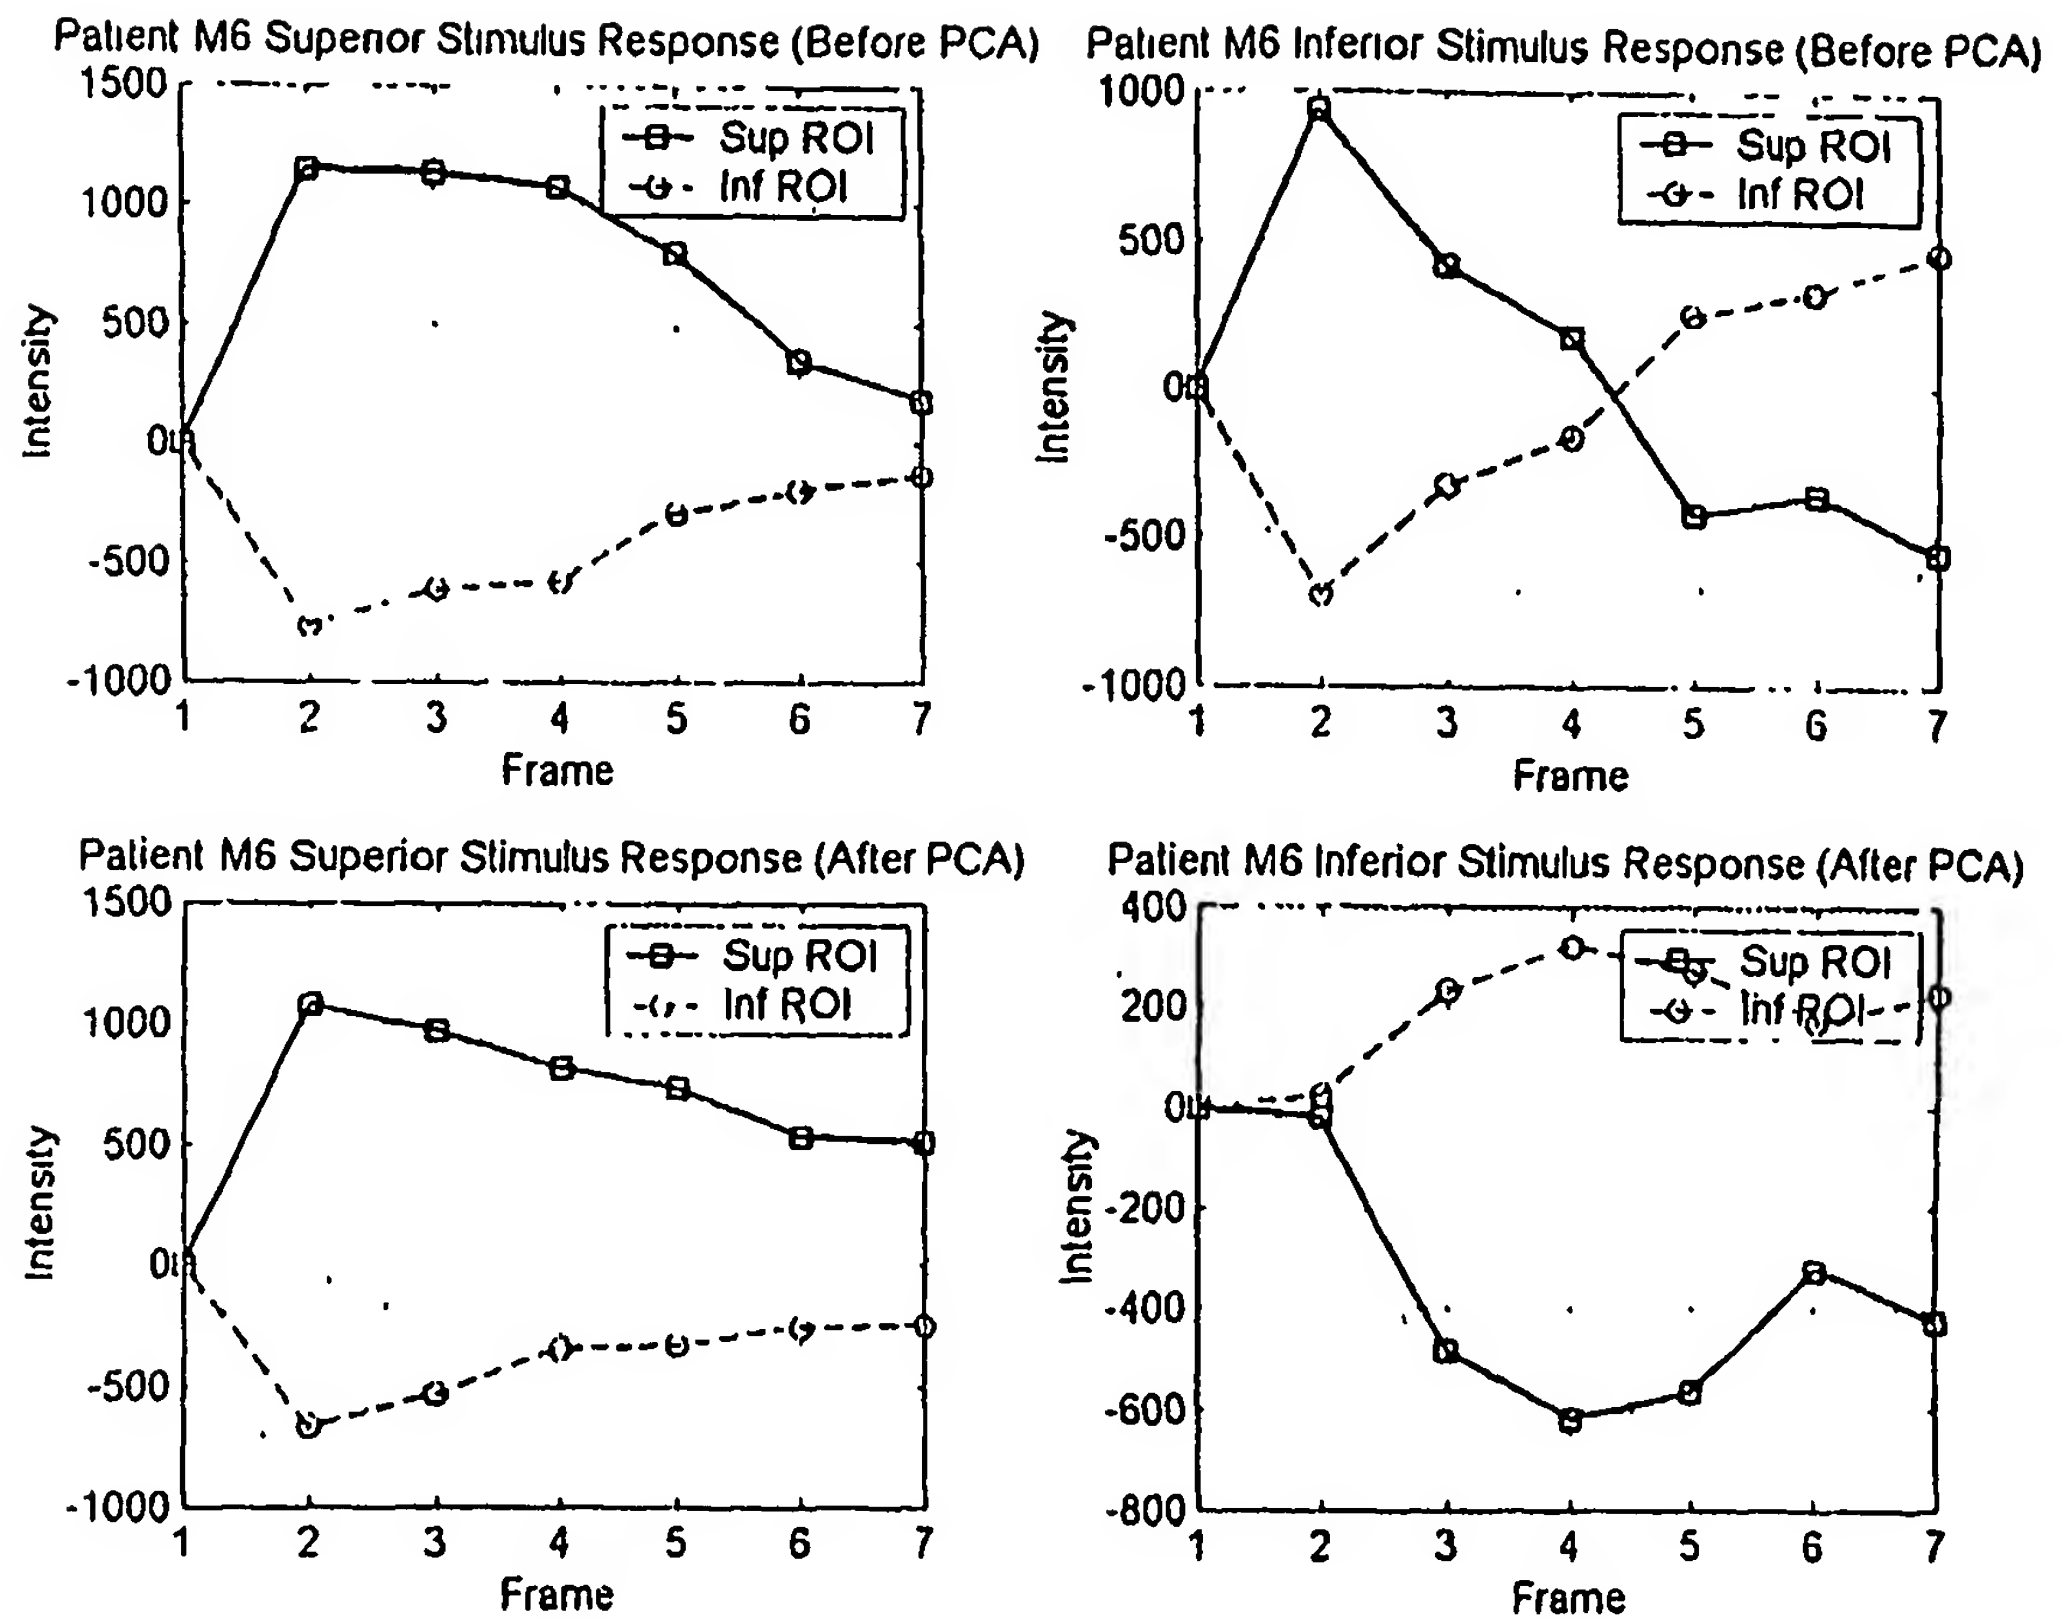 Patient M6 Superior Stimulus Response (Before PCA)
1500
1000
500
0
-500
-1000
Intensity
Sup ROI
Inf ROI
1 2 3 4 5 6 7
Frame
Patient M6 Inferior Stimulus Response (Before PCA)
1000
500
0
-500
-1000
Intensity
Sup ROI
Inf ROI
1 2 3 4 5 6 7
Frame
Patient M6 Superior Stimulus Response (After PCA)
1500
1000
500
0
-500
-1000
Intensity
Sup ROI
Inf ROI
1 2 3 4 5 6 7
Frame
Patient M6 Inferior Stimulus Response (After PCA)
400
200
0
-200
-400
-600
-800
Intensity
Sup ROI
Inf ROI
1 2 3 4 5 6 7
Frame